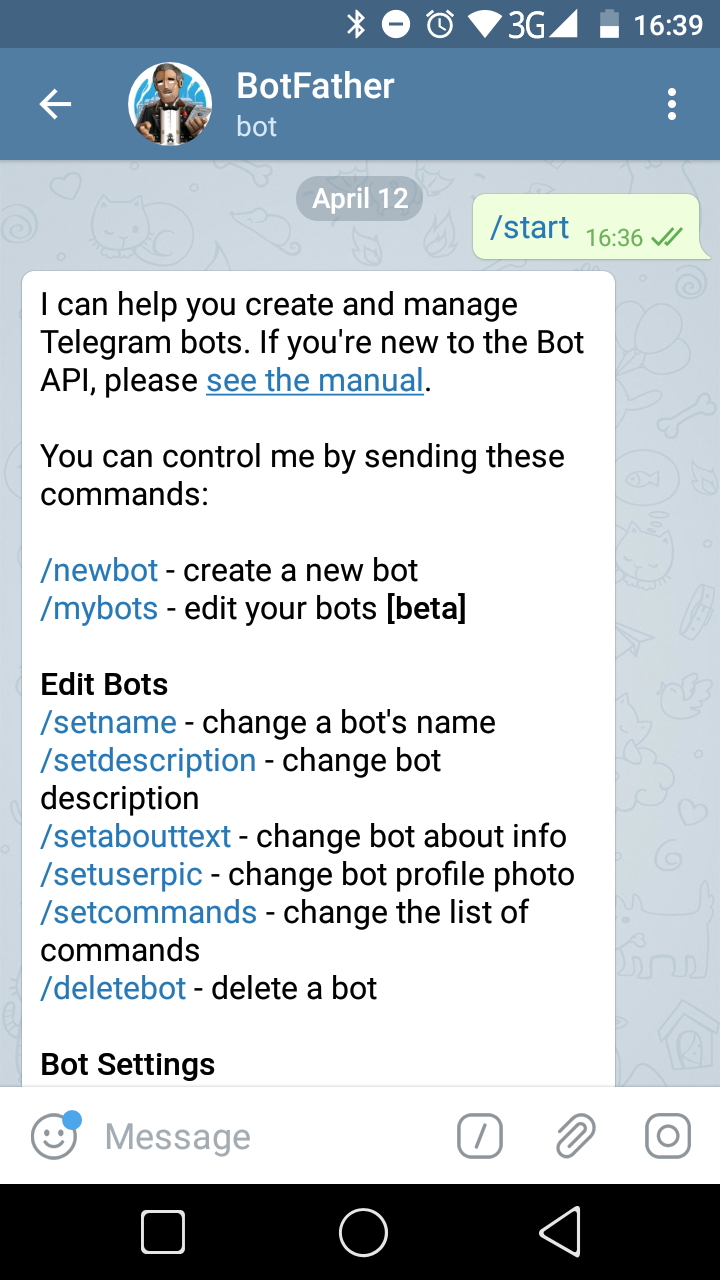 3G 16:39
BotFather
bot
April 12
/start 16:36
I can help you create and manage
Telegram bots. If you're new to the Bot
API, please see the manual.
You can control me by sending these
commands:
/newbot - create a new bot
/mybots - edit your bots [beta]
Edit Bots
/setname - change a bot's name
/setdescription - change bot
description
/setabouttext - change bot about info
/setuserpic - change bot profile photo
/setcommands - change the list of
commands
/deletebot - delete a bot
Bot Settings
Message